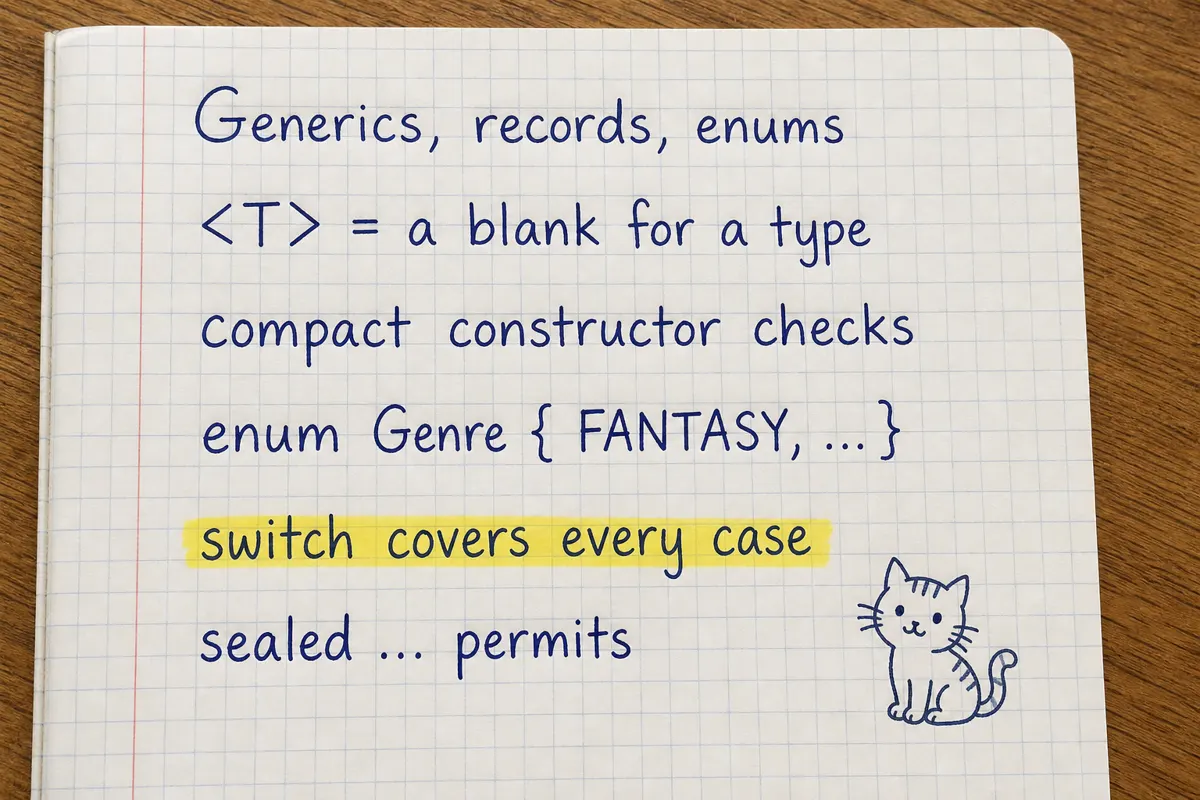 Generics, records, enums
<T> = a blank for a type
compact constructor checks
enum Genre { FANTASY, ... }
switch covers every case
sealed ... permits